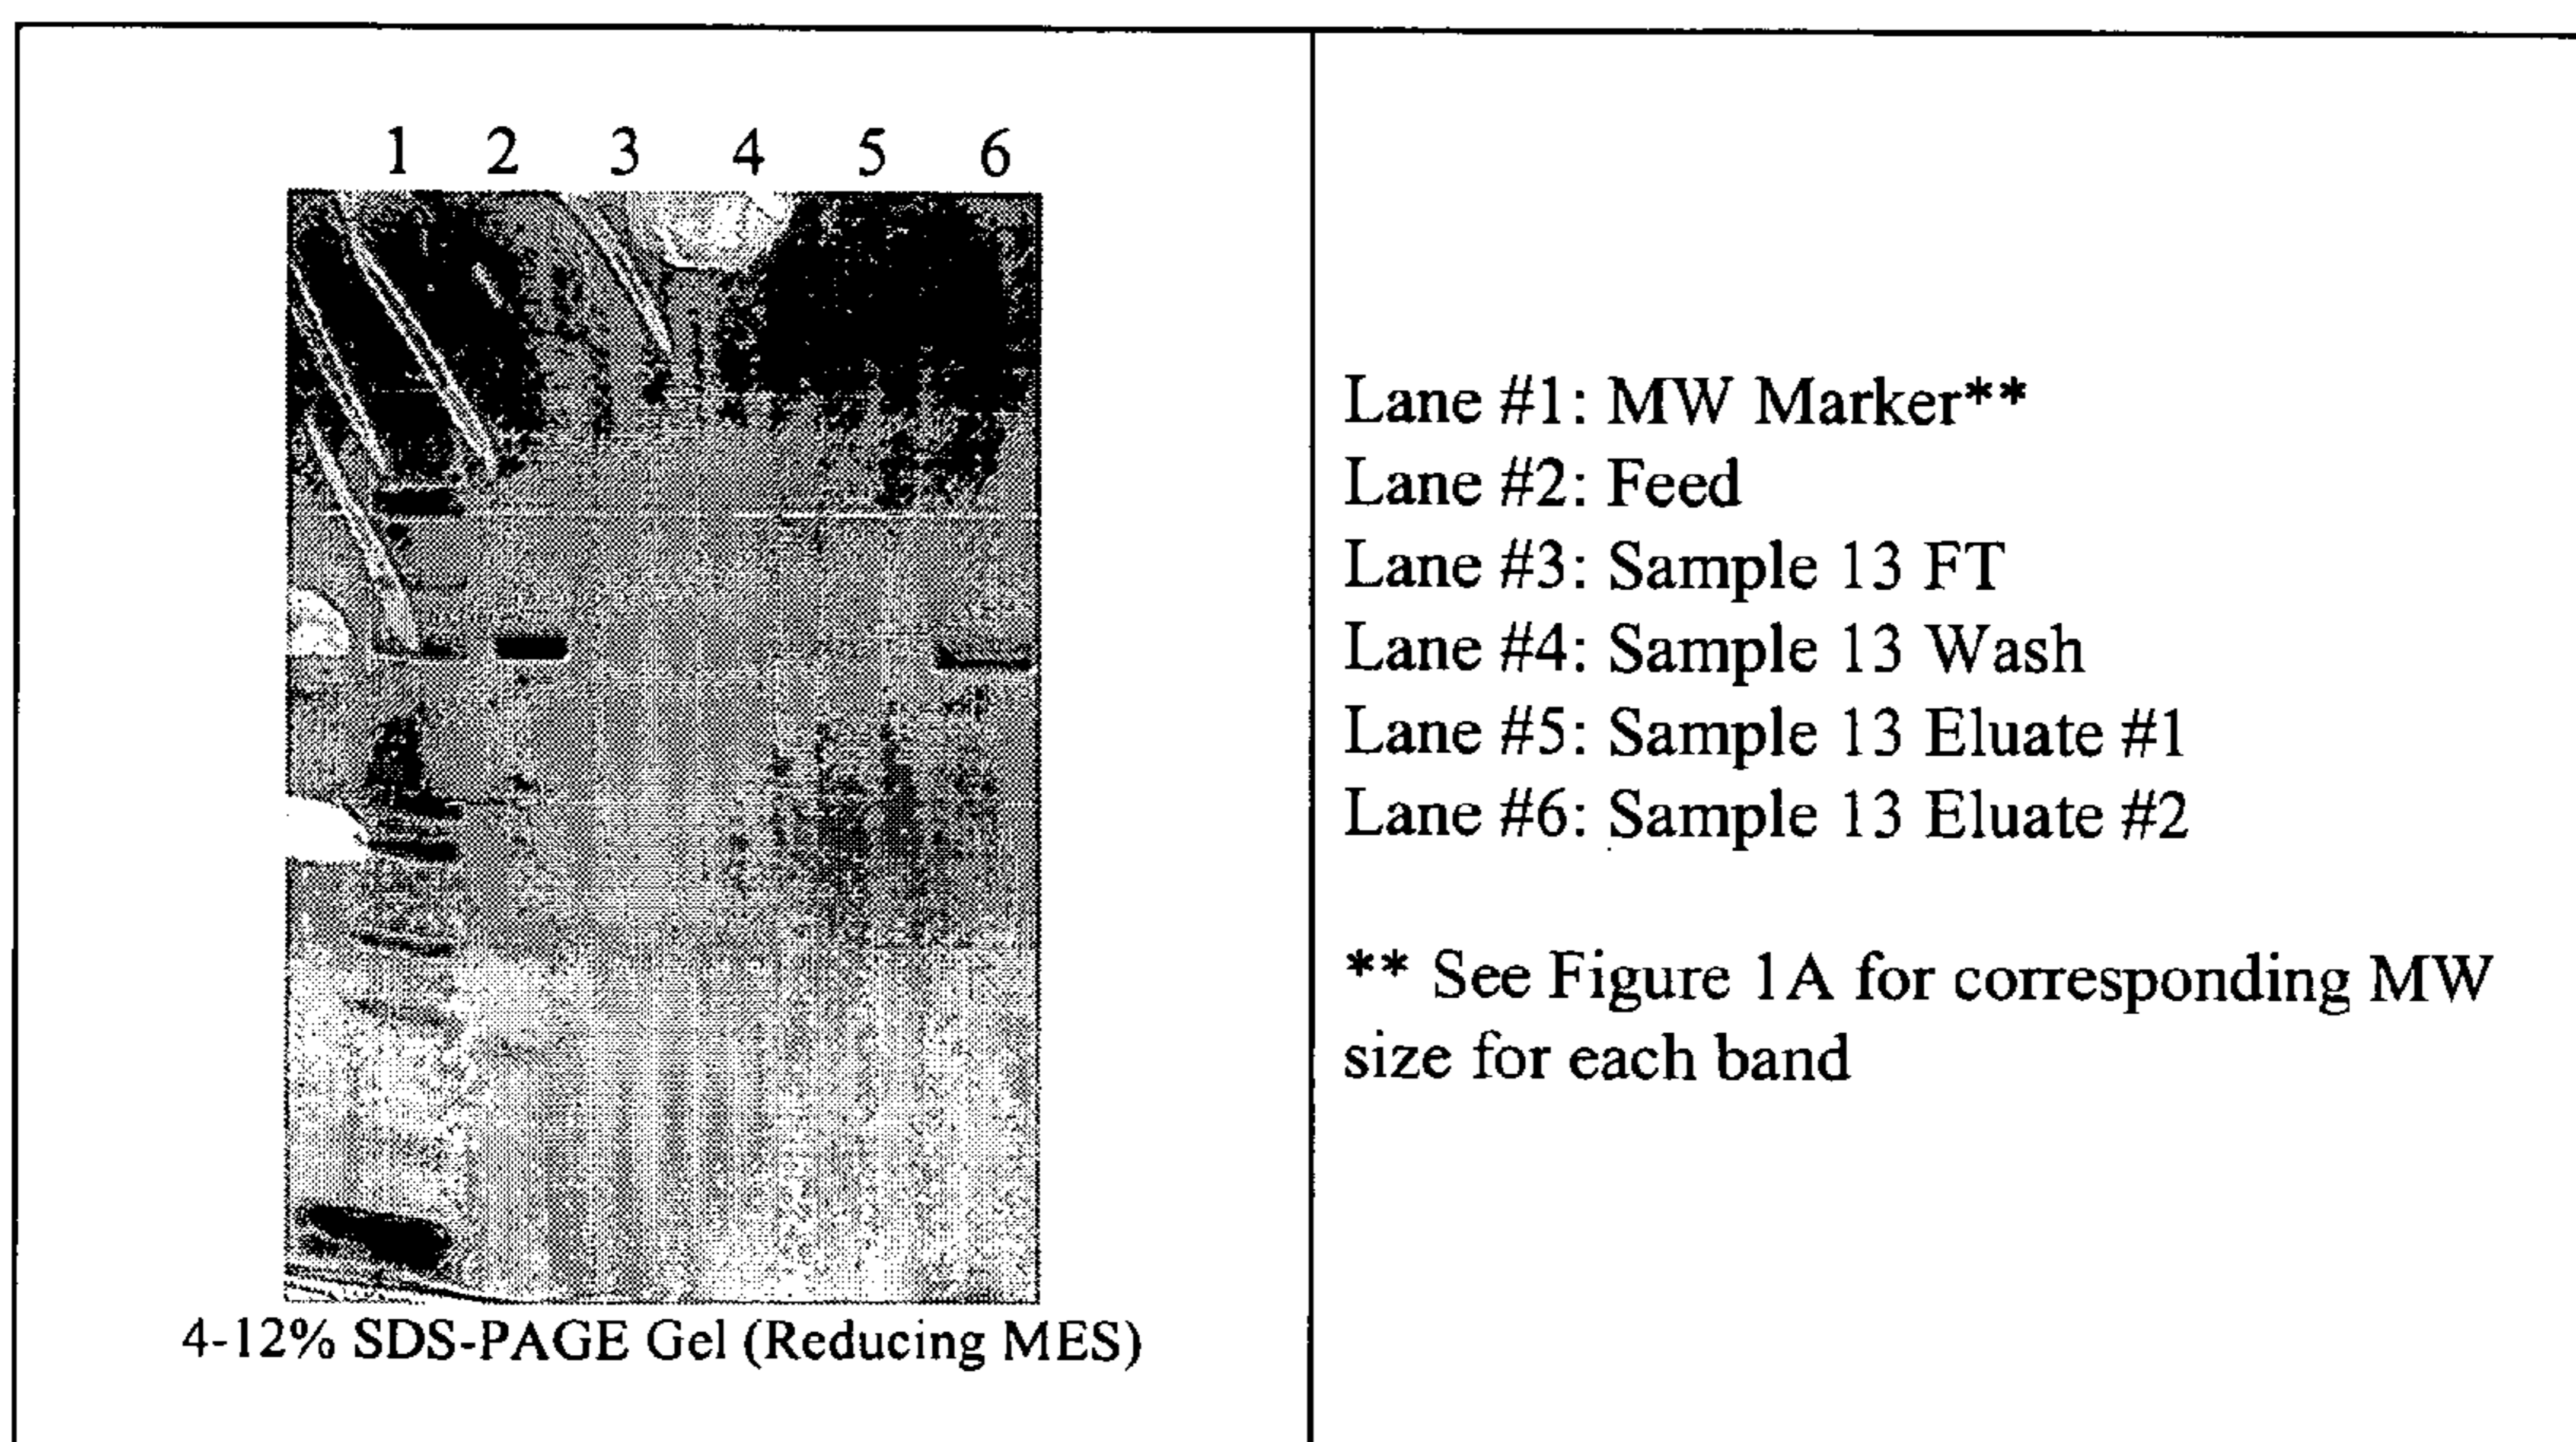 1 2 3 4 5 6
4-12% SDS-PAGE Gel (Reducing MES)
Lane #1: MW Marker**
Lane #2: Feed
Lane #3: Sample 13 FT
Lane #4: Sample 13 Wash
Lane #5: Sample 13 Eluate #1
Lane #6: Sample 13 Eluate #2
** See Figure 1A for corresponding MW
size for each band